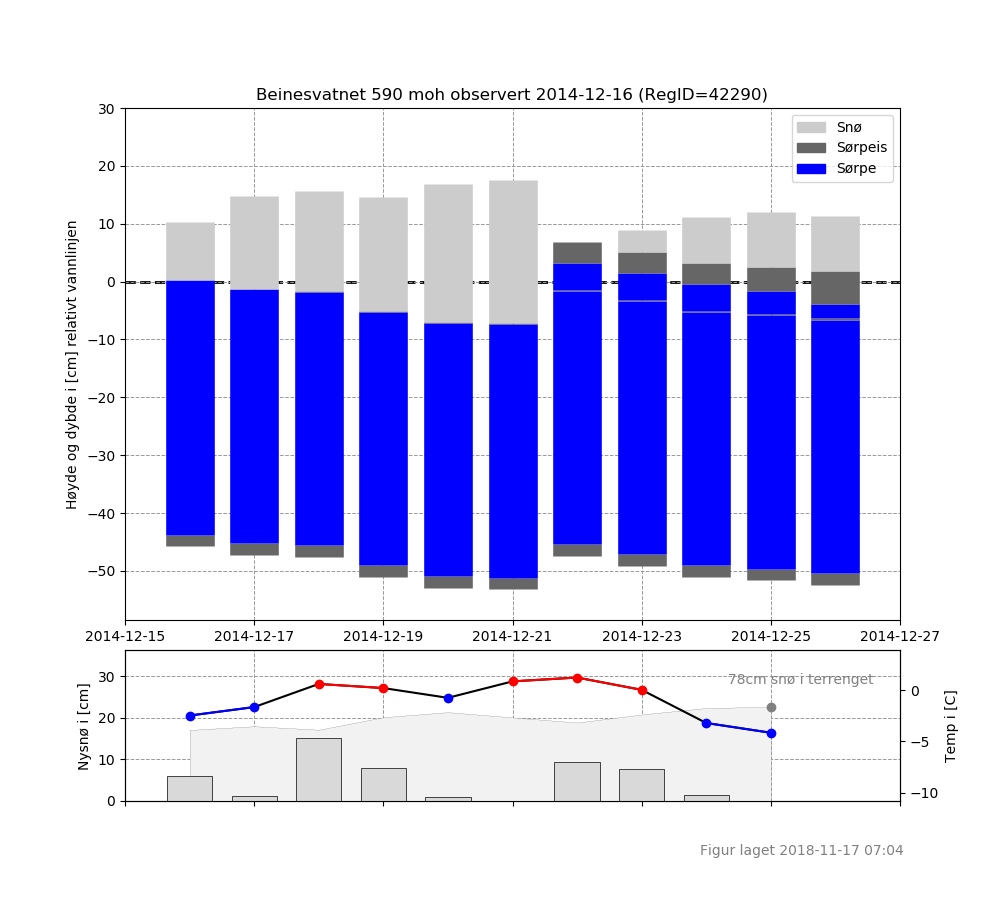 Beinesvatnet 590 moh observert 2014-12-16 (RegID=42290)
Høyde og dybde i [cm] relativt vannlinjen
30
20
10
0
−10
−20
−30
−40
−50
Snø
Sørpeis
Sørpe
2014-12-15 2014-12-17 2014-12-19 2014-12-21 2014-12-23 2014-12-25 2014-12-27
Nysnø i [cm]
30
20
10
0
78cm snø i terrenget
0
−5
−10
Temp i [C]
Figur laget 2018-11-17 07:04